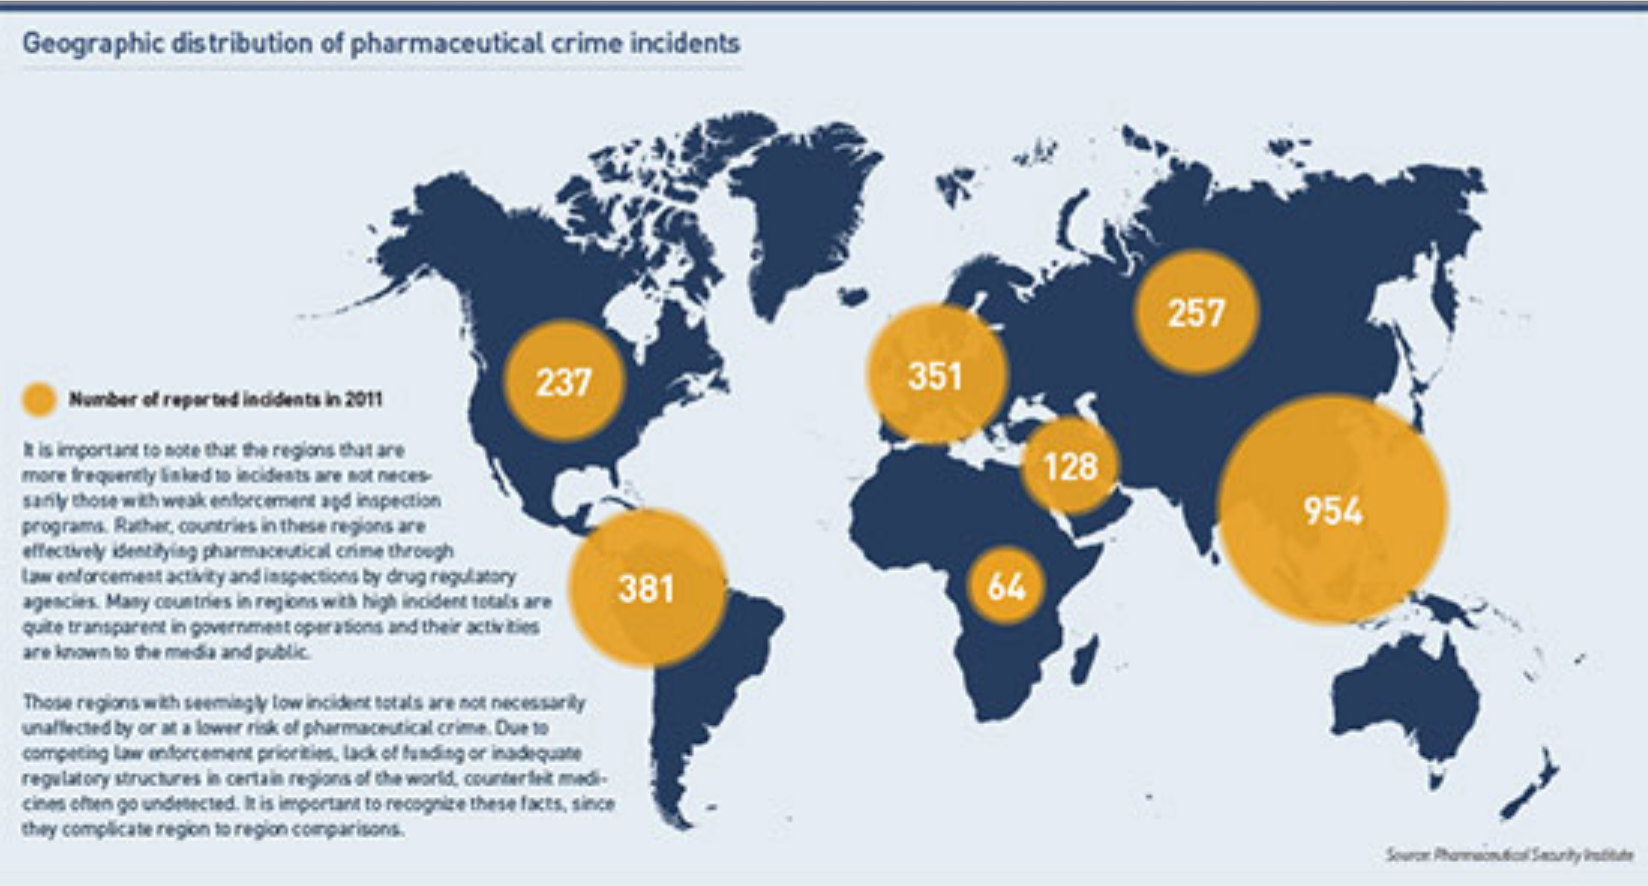 Geographic distribution of pharmaceutical crime incidents
257
351
237
128
954
64
381
Number of reported incidents in 2011
It is important to note that the regions that are
more frequently linked to incidents are not neces-
sarily those with weak enforcement aqd inspection
programs. Rather, countries in these regions are
effectively identifying pharmaceutical crime through
law enforcement activity and inspections by drug regulatory
agencies. Many countries in regions with high incident totals are
quite transparent in government operations and their activities
are known to the media and public.
Those regions with seemingly low incident totals are not necessarily
unaffected by or at a lower risk of pharmaceutical crime. Due to
competing law enforcement priorities, lack of funding or inadequate
regulatory structures in certain regions of the world, counterfeit medi-
cines often go undetected. It is important to recognize these facts, since
they complicate region to region comparisons.
Source: Pharmaceutical Security Institute